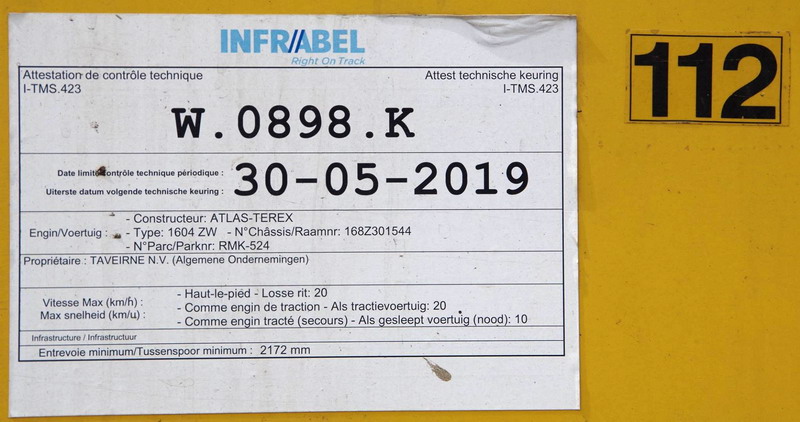 INFRABEL
Right On Track
112
Attestation de contrôle technique
Attest technische keuring
I-TMS.423
I-TMS.423
W.0898.K
Date limite contrôle technique périodique :
Uiterste datum volgende technische keuring :
30-05-2019
Engin/Voertuig :
- Constructeur: ATLAS-TEREX
- Type: 1604 ZW - N°Châssis/Raamnr: 168Z301544
- N°Parc/Parknr: RMK-524
Propriétaire : TAVEIRNE N.V. (Algemene Ondernemingen)
Vitesse Max (km/h) :
Max snelheid (km/u) :
- Haut-le-pied - Losse rit: 20
- Comme engin de traction - Als tractievoertuig: 20
- Comme engin tracté (secours) - Als gesleept voertuig (nood): 10
Infrastructure / Infrastructuur
Entrevoie minimum/Tussenspoor minimum : 2172 mm